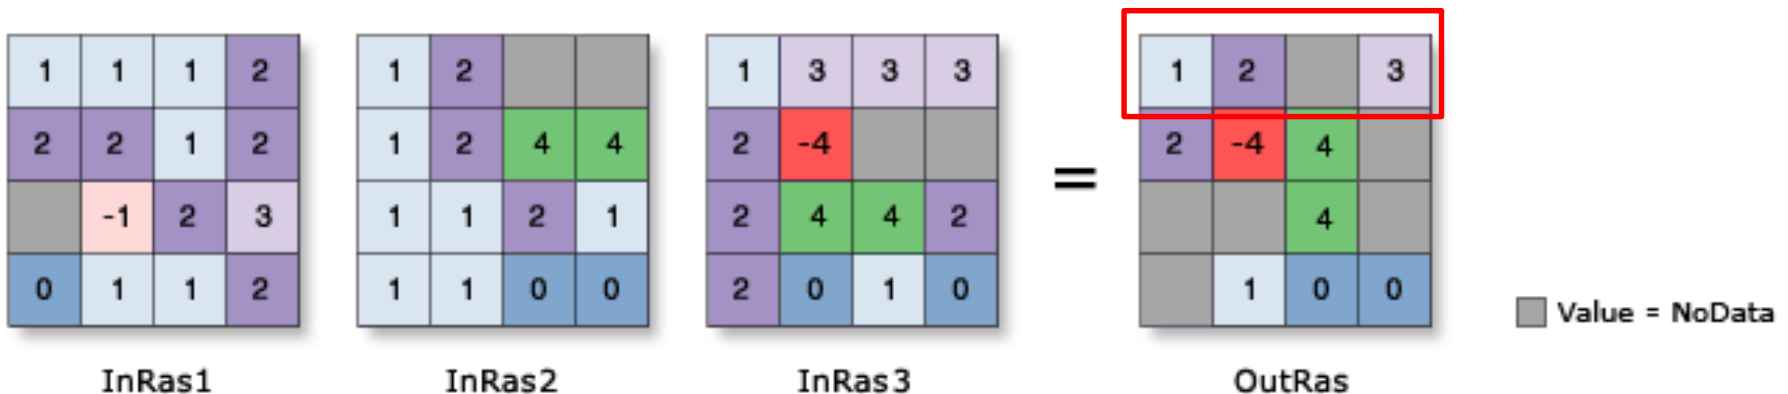 1 1 1 2 1 2 1 3 3 3 1 2 3
2 2 1 2 1 2 4 4 2 -4 = 2 -4 4
-1 2 3 1 1 2 1 2 4 4 2 4
0 1 1 2 1 1 0 0 2 0 1 0 1 0 0
Value = NoData
InRas1 InRas2 InRas3 OutRas